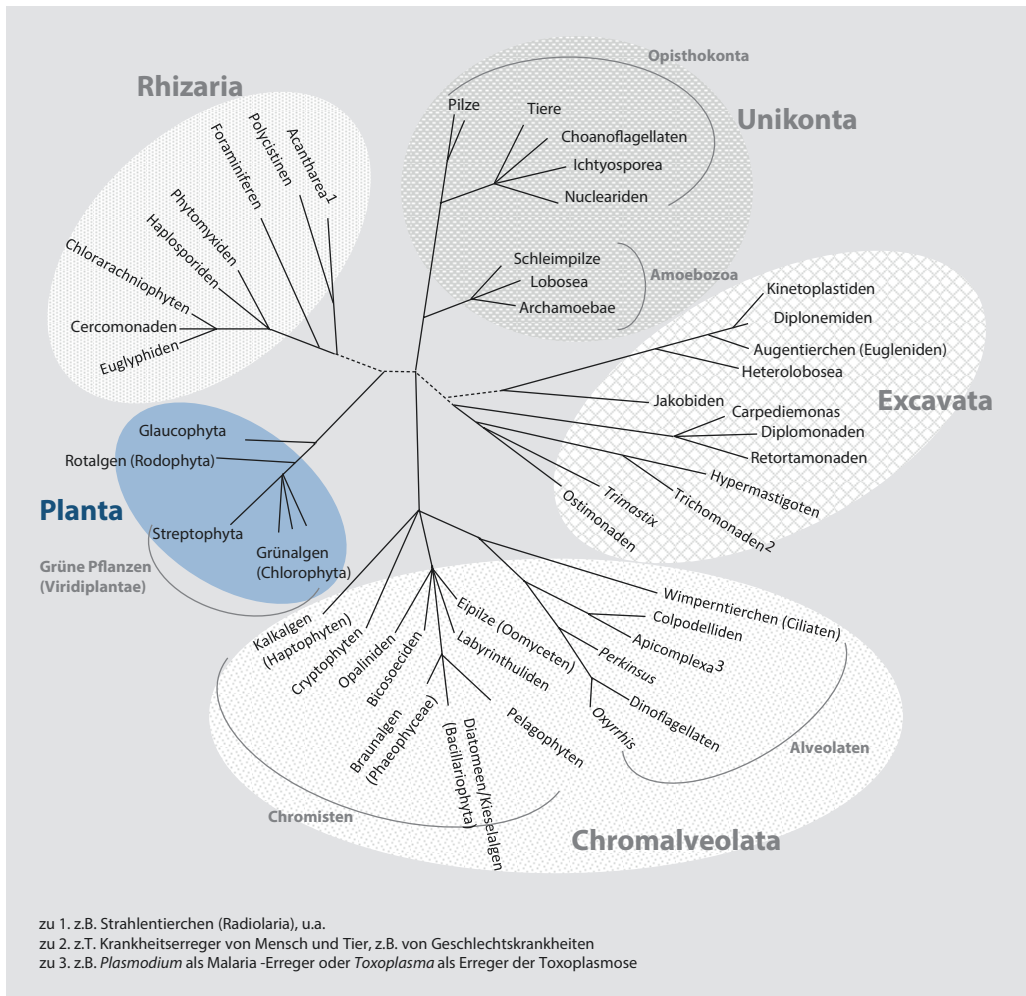 Opisthokonta
Rhizaria
Unikonta
Pilze
Tiere
Choanoflagellaten
Ichtyosporea
Nucleariden
Acantharea1
Polycistinen
Foraminiferen
Phytomyxiden
Haplosporiden
Chlorarachniophyten
Cercomonaden
Euglyphiden
Schleimpilze
Lobosea
Archamoebae
Amoebozoa
Kinetoplastiden
Diplonemiden
Augentierchen (Eugleniden)
Heterolobosea
Jakobiden
Excavata
Carpediemonas
Diplomonaden
Retortamonaden
Hypermastigoten
Trichomonaden2
Trimastix
Ostimonaden
Glaucophyta
Rotalgen (Rodophyta)
Planta
Streptophyta
Grünalgen
(Chlorophyta)
Grüne Pflanzen
(Viridiplantae)
Kalkalgen
(Haptophyten)
Cryptophyten
Opaliniden
Bicosoeciden
Braunalgen
(Phaeophyceae)
Diatomeen/Kieselalgen
(Bacillariophyta)
Pelagophyten
Labyrinthuliden
Eipilze (Oomyceten)
Wimperntierchen (Ciliaten)
Colpodelliden
Apicomplexa3
Perkinsus
Dinoflagellaten
Oxyrrhis
Alveolaten
Chromisten
Chromalveolata
zu 1. z.B. Strahlentierchen (Radiolaria), u.a.
zu 2. z.T. Krankheitserreger von Mensch und Tier, z.B. von Geschlechtskrankheiten
zu 3. z.B. Plasmodium als Malaria -Erreger oder Toxoplasma als Erreger der Toxoplasmose